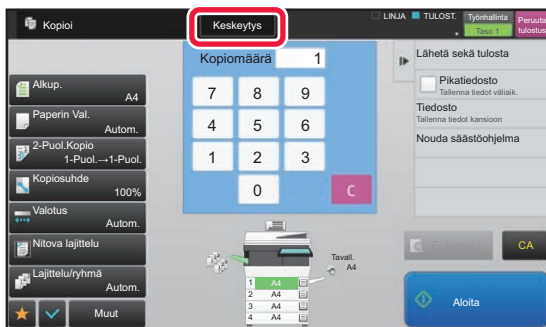 Kopioi
Keskeytys
LINJA
TULOST.
Työnhallinta
Taso 1
Peruuta
tulostus
Kopiomäärä
1
7 8 9
4 5 6
1 2 3
0 C
Alkup.
A4
Paperin Val.
Autom.
2-Puol.Kopio
1-Puol.→1-Puol.
Kopiosuhde
100%
Valotus
Autom.
Nitova lajittelu
Lajittelu/ryhmä
Autom.
Muut
Tavall.
A4
1 A4
2 A4
3 A4
4 A4
Lähetä sekä tulosta
Pikatiedosto
Tallenna tiedot väliaik.
Tiedosto
Tallenna tiedot kansioon
Nouda säästöohjelma
CA
Aloita